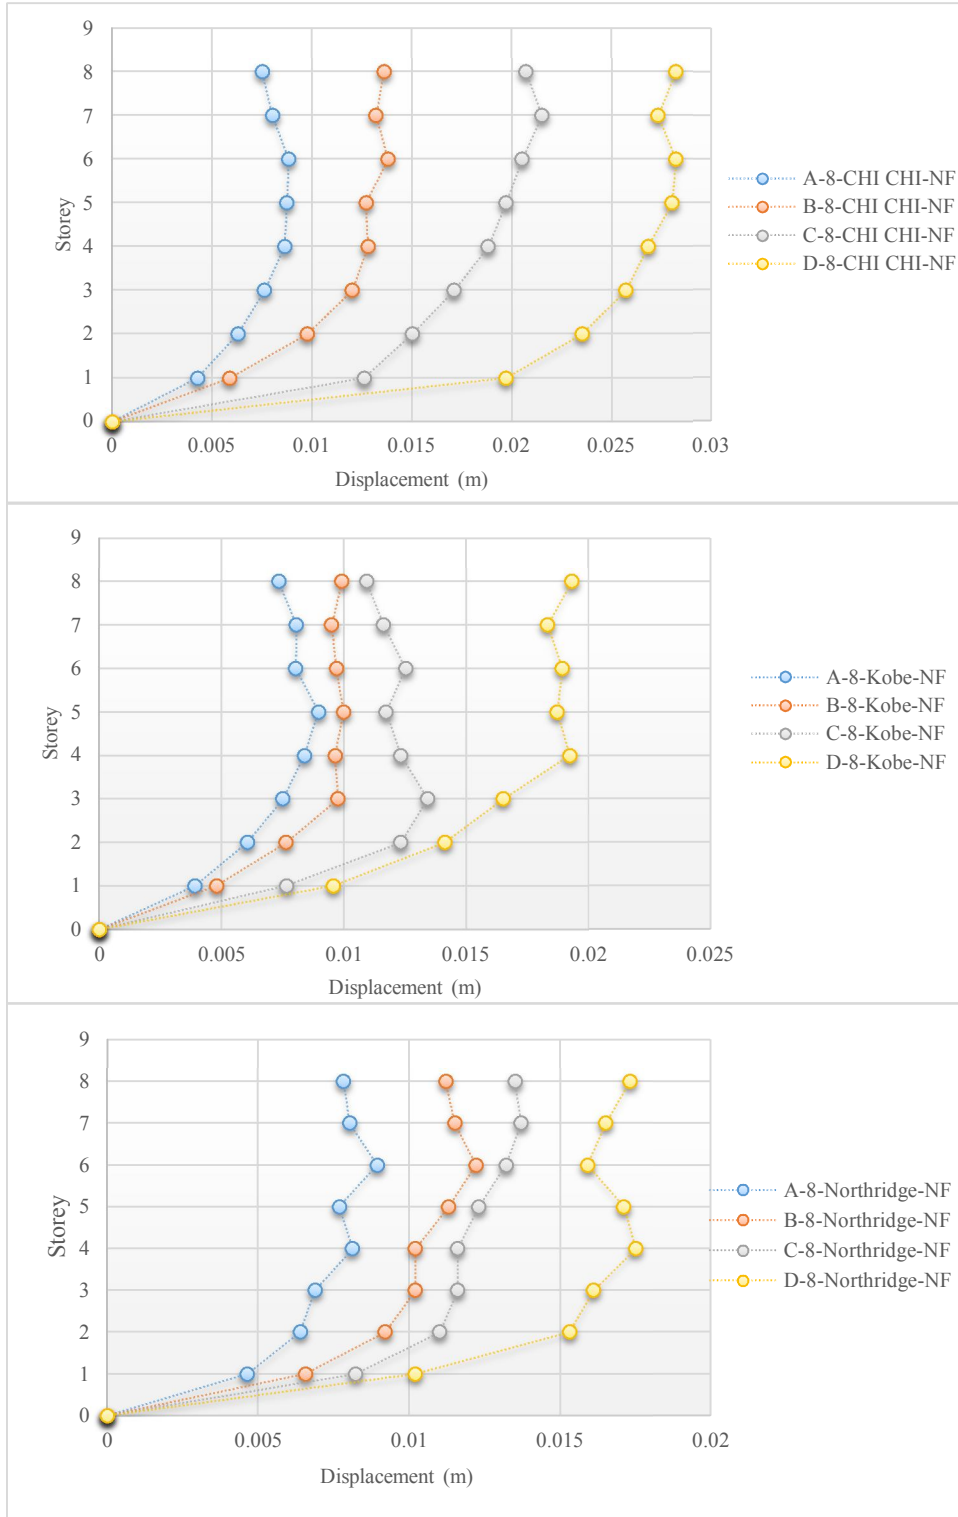 9
8
7
6
5
4
3
2
1
0
Storey
0 0.005 0.01 0.015 0.02 0.025 0.03
Displacement (m)
A-8-CHI CHI-NF
B-8-CHI CHI-NF
C-8-CHI CHI-NF
D-8-CHI CHI-NF
9
8
7
6
5
4
3
2
1
0
Storey
0 0.005 0.01 0.015 0.02 0.025
Displacement (m)
A-8-Kobe-NF
B-8-Kobe-NF
C-8-Kobe-NF
D-8-Kobe-NF
9
8
7
6
5
4
3
2
1
0
Storey
0 0.005 0.01 0.015 0.02
Displacement (m)
A-8-Northridge-NF
B-8-Northridge-NF
C-8-Northridge-NF
D-8-Northridge-NF